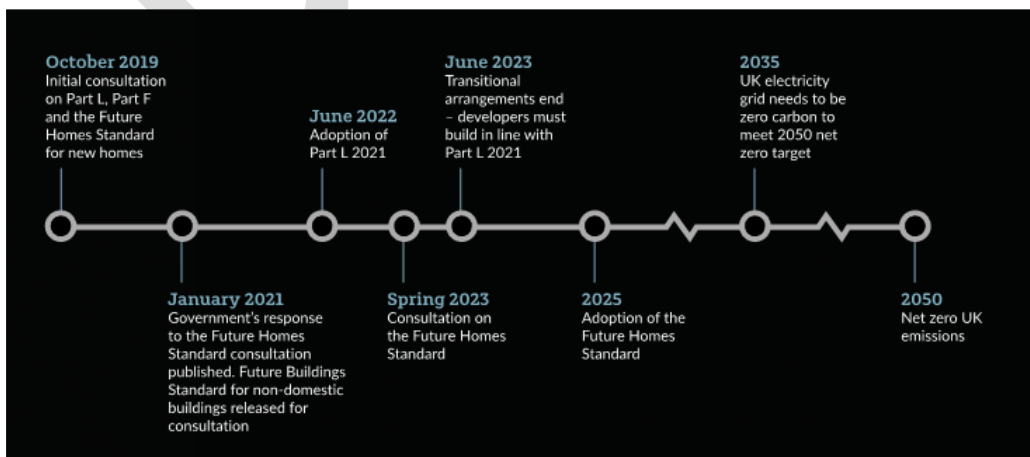 October 2019
Initial consultation
on Part L, Part F
and the Future
Homes Standard
for new homes
January 2021
Government’s response
to the Future Homes
Standard consultation
published. Future Buildings
Standard for non-domestic
buildings released for
consultation
June 2022
Adoption of
Part L 2021
Spring 2023
Consultation on
the Future Homes
Standard
June 2023
Transitional
arrangements end
– developers must
build in line with
Part L 2021
2025
Adoption of the
Future Homes
Standard
2035
UK electricity
grid needs to be
zero carbon to
meet 2050 net
zero target
2050
Net zero UK
emissions